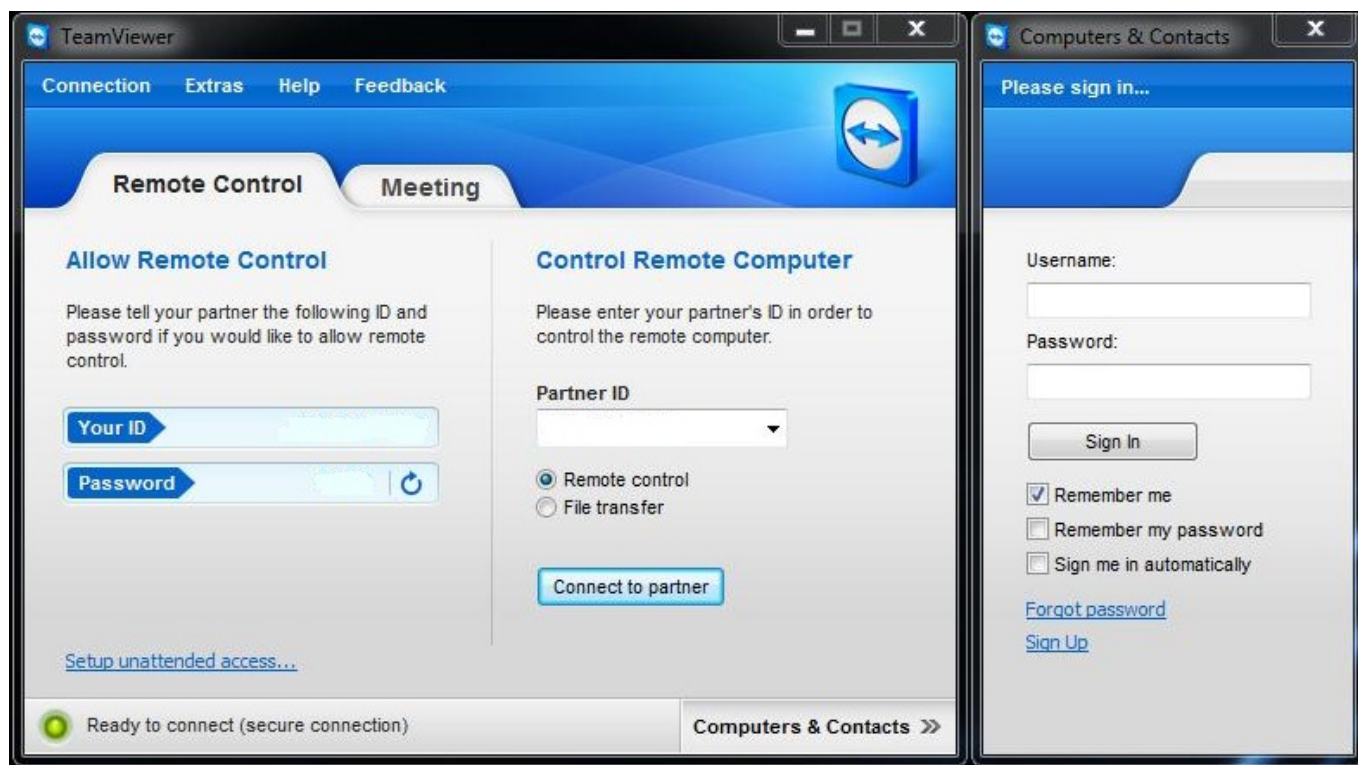 TeamViewer
Connection Extras Help Feedback
Remote Control Meeting
Allow Remote Control
Please tell your partner the following ID and
password if you would like to allow remote
control.
Your ID
Password
Setup unattended access...
Control Remote Computer
Please enter your partner's ID in order to
control the remote computer.
Partner ID
Remote control
File transfer
Connect to partner
Ready to connect (secure connection)
Computers & Contacts >>
Computers & Contacts
Please sign in...
Username:
Password:
Sign In
Remember me
Remember my password
Sign me in automatically
Forgot password
Sign Up